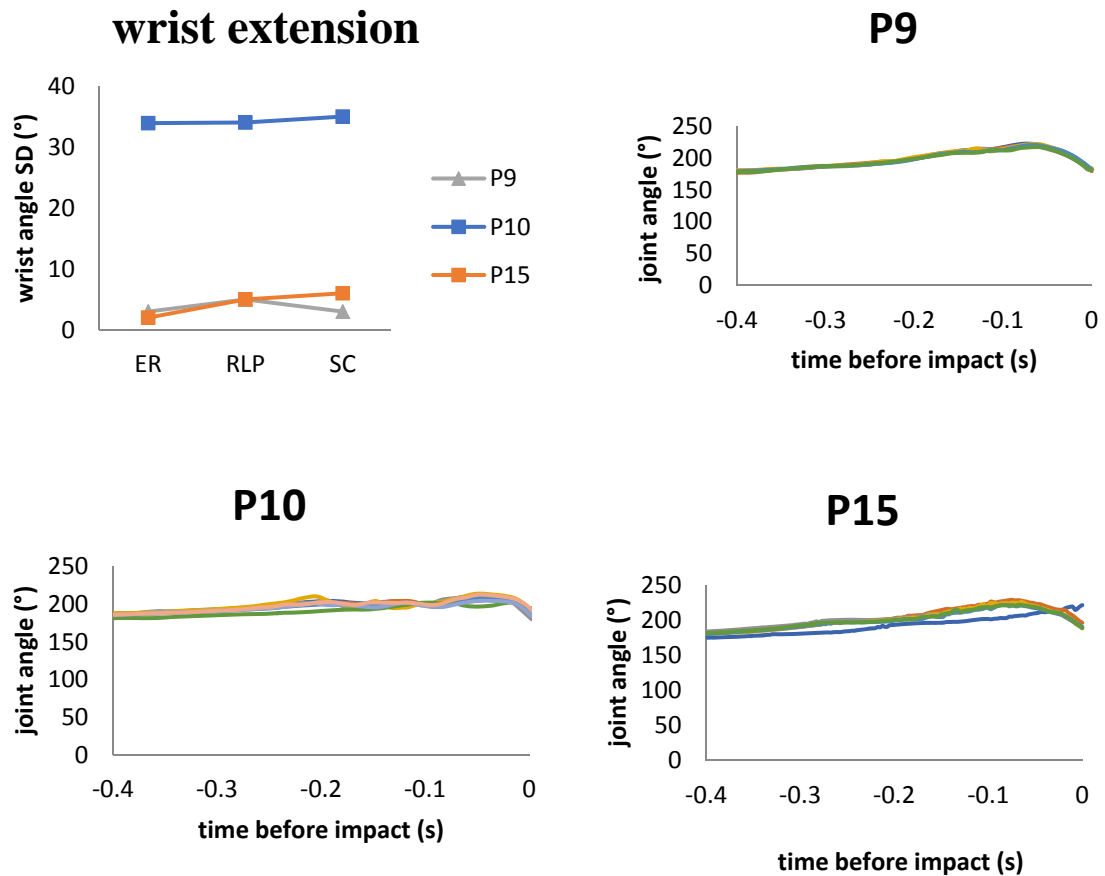 wrist extension
40
30
20
10
0
wrist angle SD (°)
ER RLP SC
P9
P10
P15
P9
250
200
150
100
50
0
joint angle (°)
-0.4 -0.3 -0.2 -0.1 0
time before impact (s)
P10
250
200
150
100
50
0
joint angle (°)
-0.4 -0.3 -0.2 -0.1 0
time before impact (s)
P15
250
200
150
100
50
0
joint angle (°)
-0.4 -0.3 -0.2 -0.1 0
time before impact (s)